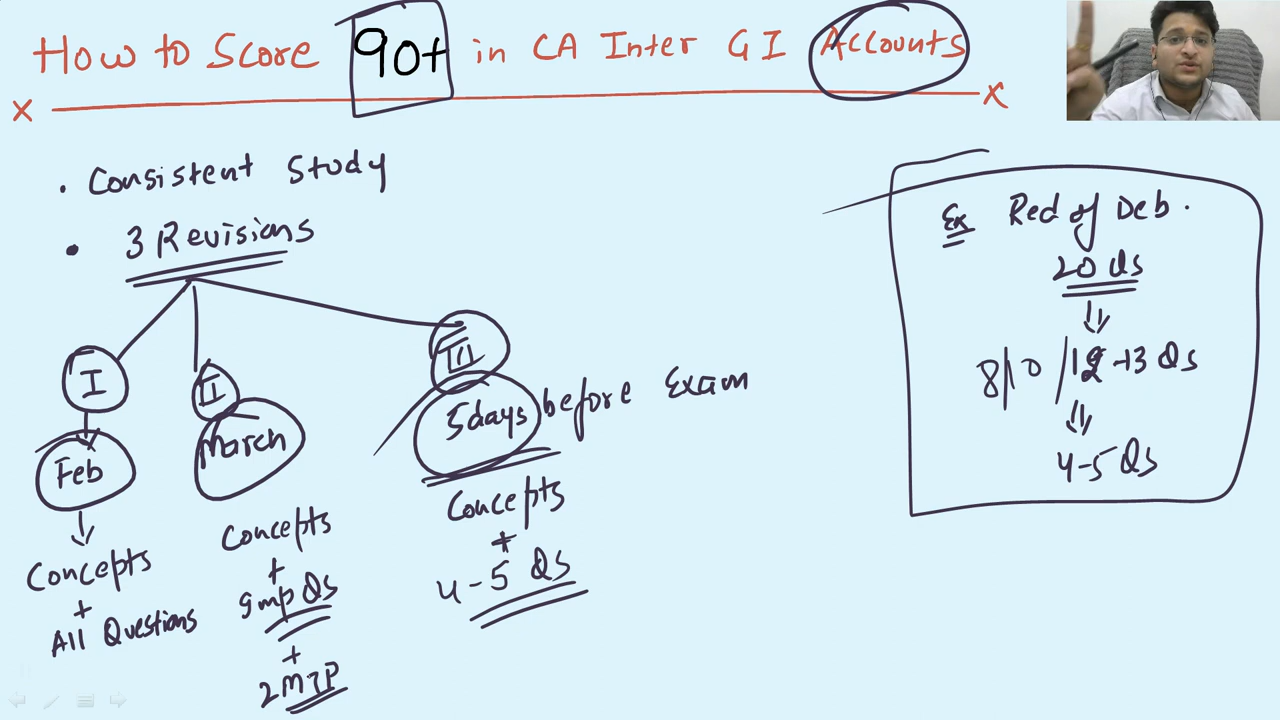 How to Score 90+ in CA Inter G I Accounts
x x
• Consistent Study
• 3 Revisions
I II III
Feb March 5days before Exam
Concepts
+
All Questions
Concepts
+
gmp Qs
+
2 MTP
Concepts
+
4-5 QS
Ex Red of Deb.
20 Qs
8/10 /12-13 Qs
4-5 Qs